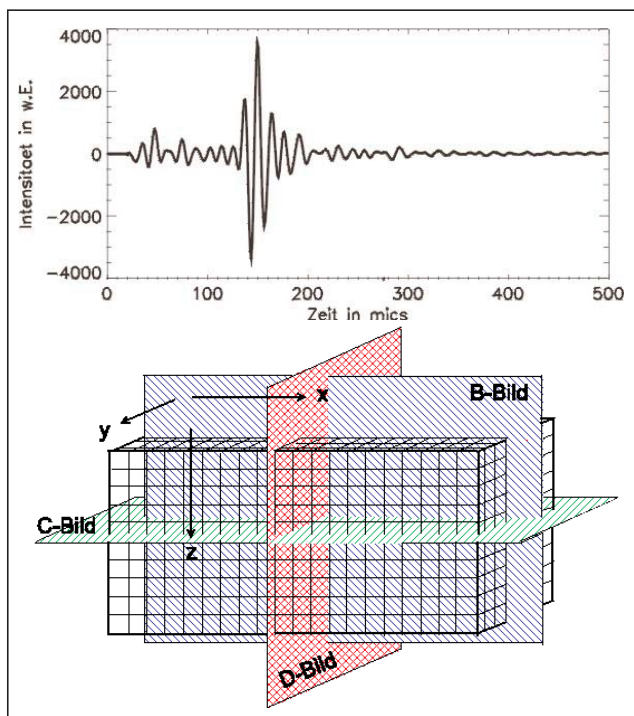 4000
2000
0
−2000
−4000
Intensitaet in w.E.
0
100
200
300
400
500
Zeit in mics
x
B-Bild
y
C-Bild
z
D-Bild